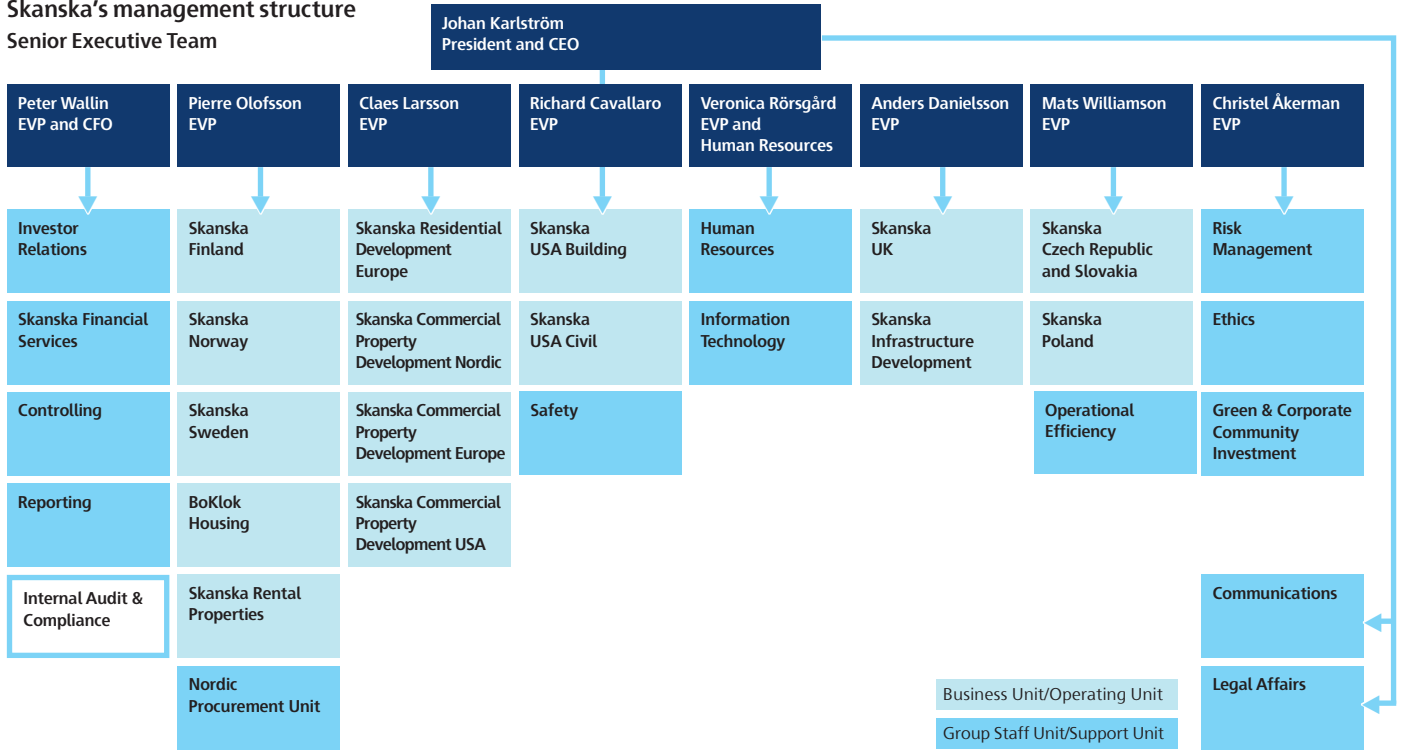 Skanska's management structure
Senior Executive Team
Johan Karlström
President and CEO
Peter Wallin
EVP and CFO
Pierre Olofsson
EVP
Claes Larsson
EVP
Richard Cavallaro
EVP
Veronica Rörsgård
EVP and
Human Resources
Anders Danielsson
EVP
Mats Williamson
EVP
Christel Åkerman
EVP
Investor
Relations
Skanska
Finland
Skanska Residential
Development
Europe
Skanska
USA Building
Human
Resources
Skanska
UK
Skanska
Czech Republic
and Slovakia
Risk
Management
Skanska Financial
Services
Skanska
Norway
Skanska Commercial
Property
Development Nordic
Skanska
USA Civil
Information
Technology
Skanska
Infrastructure
Development
Skanska
Poland
Ethics
Controlling
Skanska
Sweden
Skanska Commercial
Property
Development Europe
Safety
Operational
Efficiency
Green & Corporate
Community
Investment
Reporting
BoKlok
Housing
Skanska Commercial
Property
Development USA
Internal Audit &
Compliance
Skanska Rental
Properties
Communications
Nordic
Procurement Unit
Business Unit/Operating Unit
Group Staff Unit/Support Unit
Legal Affairs